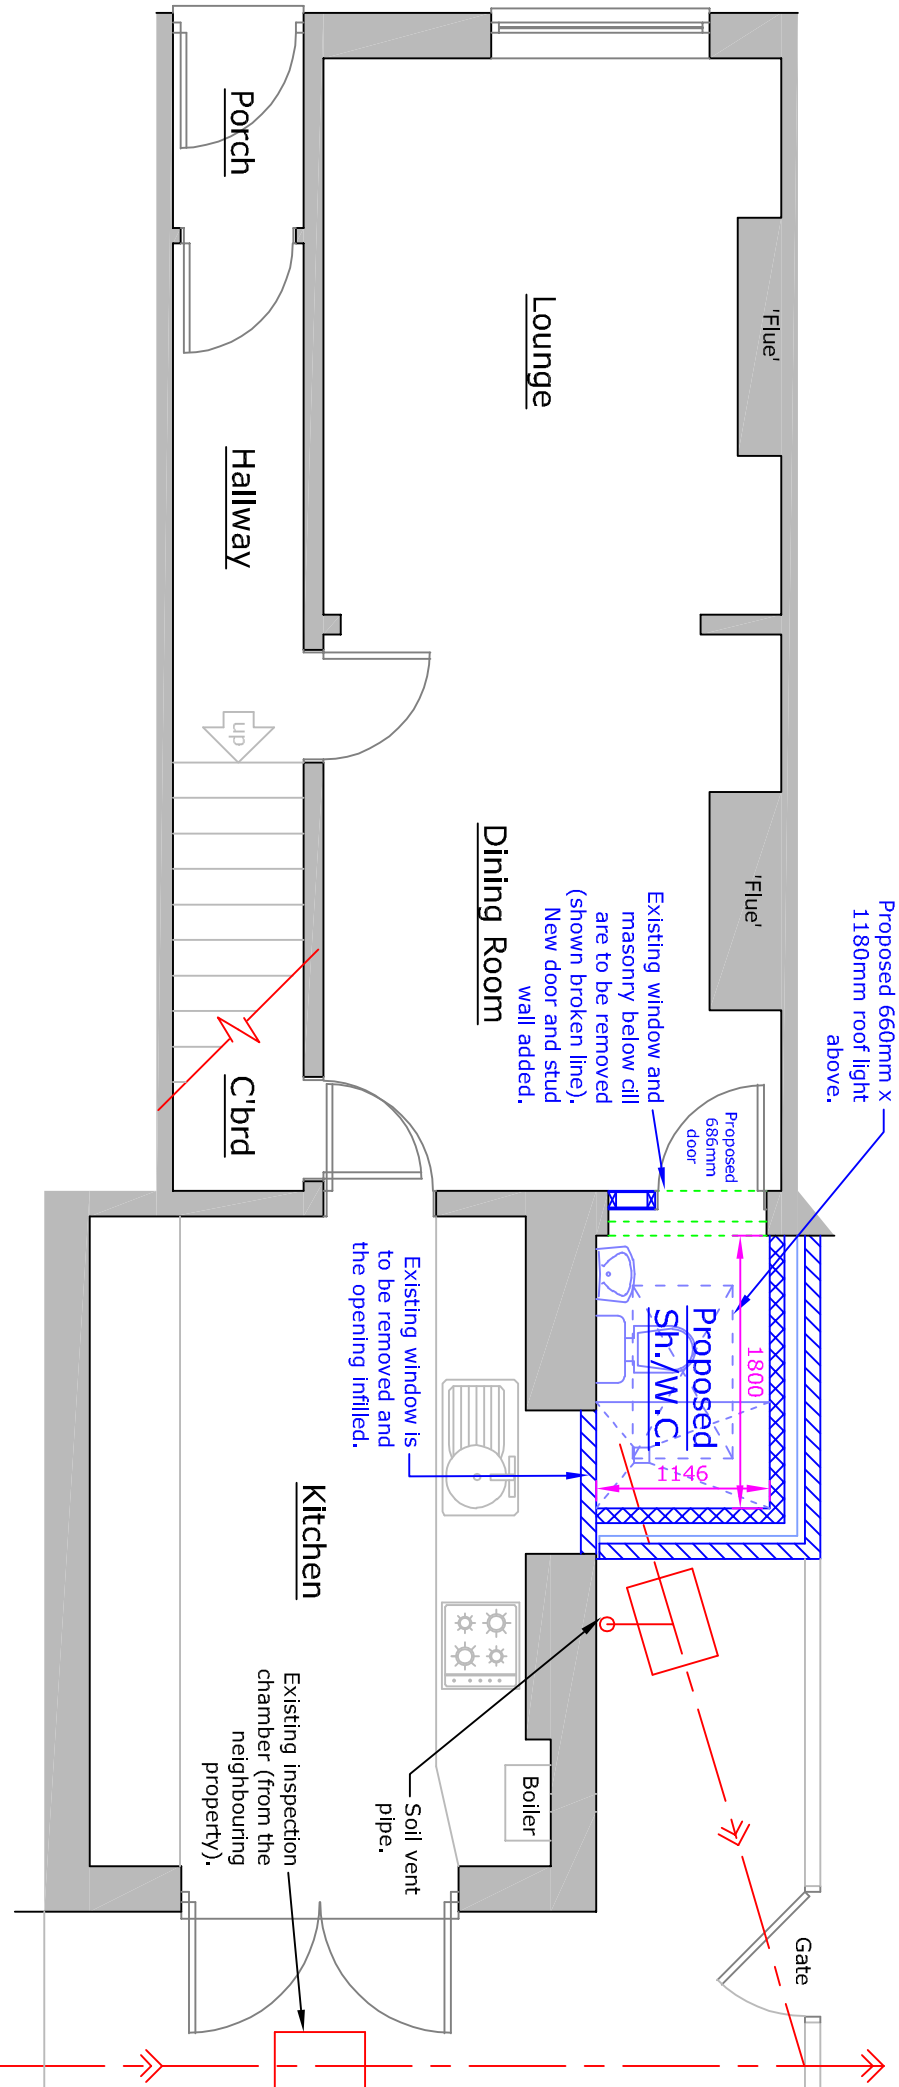 Porch
Hallway
Lounge
'Flue'
up
Dining Room
'Flue'
C'brd
Proposed 660mm x
1180mm roof light
above.
Existing window and
masonry below cill
are to be removed
(shown broken line).
New door and stud
wall added.
Proposed
686mm
door
Proposed
Sh./W.C.
1800
1146
Existing window is
to be removed and
the opening infilled.
Kitchen
Boiler
Soil vent
pipe.
Existing inspection
chamber (from the
neighbouring
property).
Gate